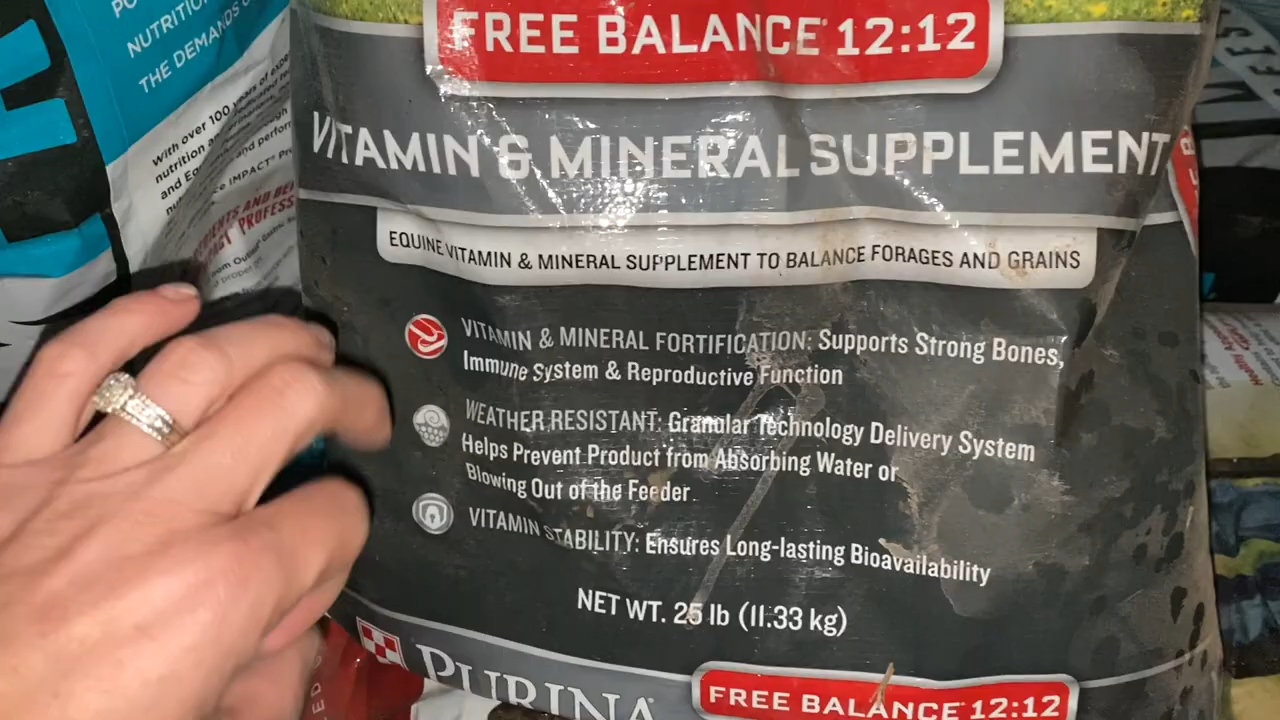 NUTRITION
THE DEMANDS
With over 100 years of
nutrition
and
IMPACT
FREE BALANCE® 12:12
VITAMIN & MINERAL SUPPLEMENT
EQUINE VITAMIN & MINERAL SUPPLEMENT TO BALANCE FORAGES AND GRAINS
VITAMIN & MINERAL FORTIFICATION: Supports Strong Bones,
Immune System & Reproductive Function
WEATHER RESISTANT: Granular Technology Delivery System
Helps Prevent Product from Absorbing Water or
Blowing Out of the Feeder
VITAMIN STABILITY: Ensures Long-lasting Bioavailability
NET WT. 25 lb (11.33 kg)
PURINA
FREE BALANCE® 12:12